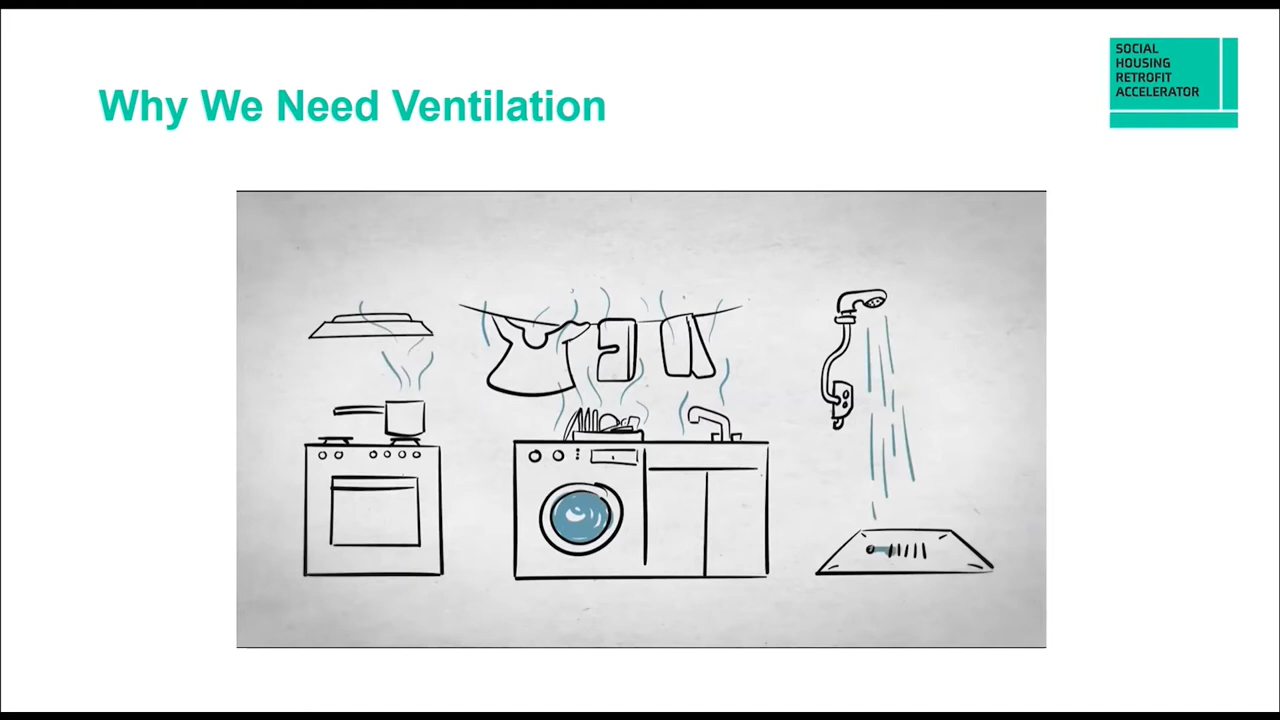 Why We Need Ventilation
SOCIAL
HOUSING
RETROFIT
ACCELERATOR